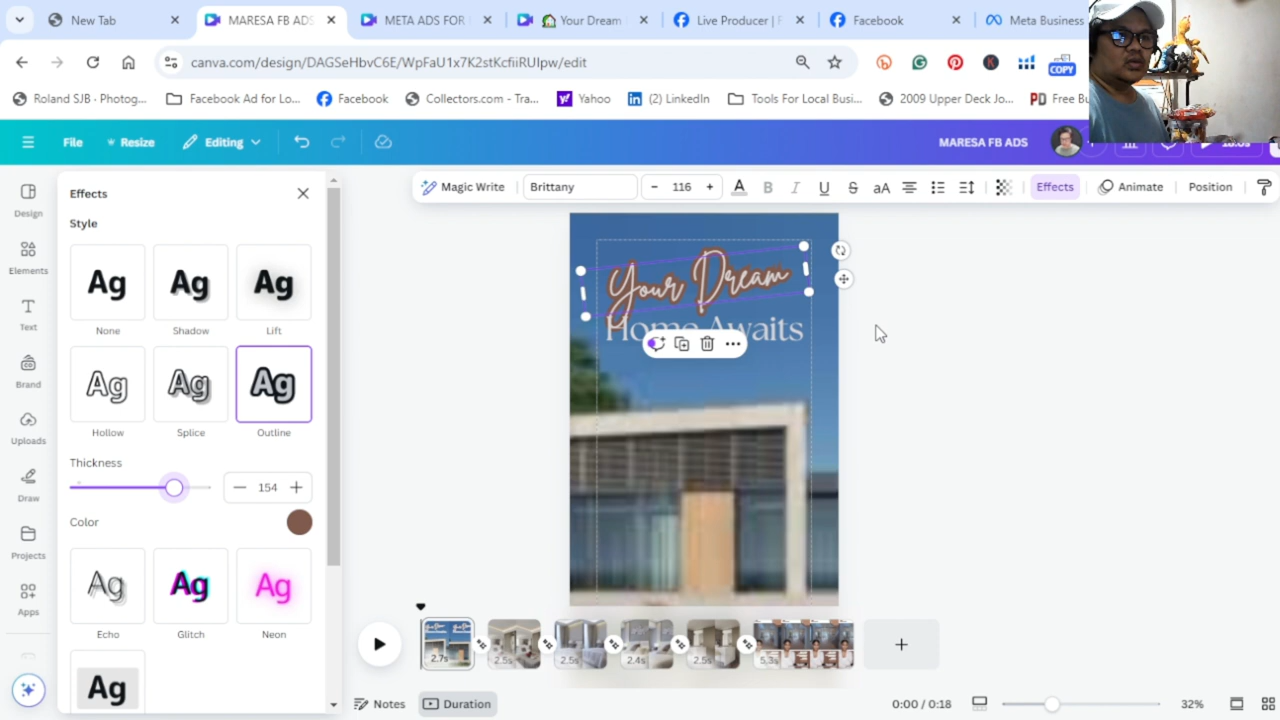 New Tab
MARESA FB ADS
META ADS FOR
Your Dream
Live Producer | F
Facebook
Meta Business
canva.com/design/DAGSeHbvC6E/WpFaU1x7K2stKcfiiRUIpw/edit
COPY
Roland SJB · Photog...
Facebook Ad for Lo...
Facebook
Collectors.com - Tra...
Yahoo
(2) LinkedIn
Tools For Local Busi...
2009 Upper Deck Jo...
Free Bu
File
Resize
Editing
MARESA FB ADS
Effects
Magic Write
Brittany
− 116 +
A B I U S aA
Effects
Animate
Position
Design
Elements
Text
Brand
Uploads
Draw
Projects
Apps
Style
Ag Ag Ag
None Shadow Lift
Ag Ag Ag
Hollow Splice Outline
Thickness
− 154 +
Color
Ag Ag Ag
Echo Glitch Neon
Ag
Your Dream
Home Awaits
2.7s 2.5s 2.5s 2.4s 2.5s 5.3s
Notes
Duration
0:00 / 0:18
32%